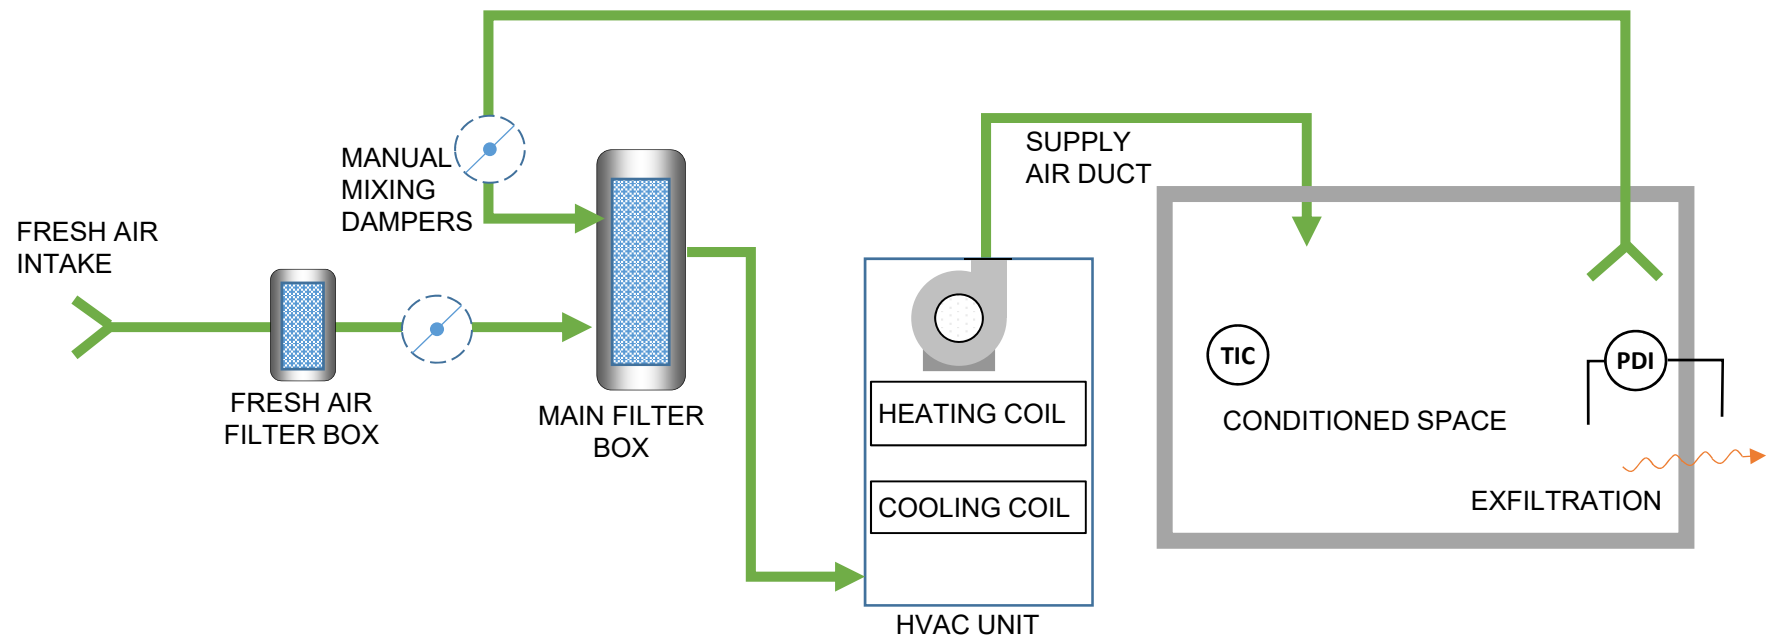 MANUAL
MIXING
DAMPERS
SUPPLY
AIR DUCT
FRESH AIR
INTAKE
FRESH AIR
FILTER BOX
MAIN FILTER
BOX
HEATING COIL
COOLING COIL
HVAC UNIT
TIC
PDI
CONDITIONED SPACE
EXFILTRATION